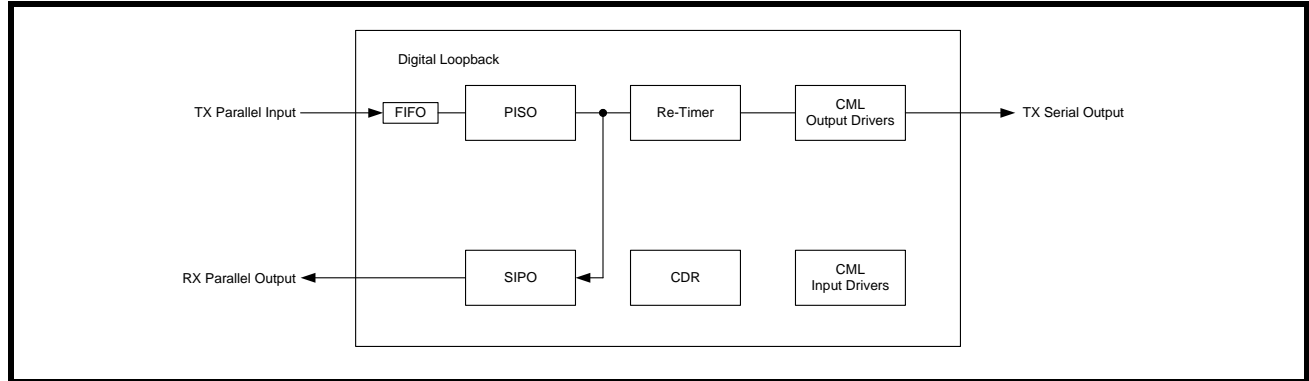 Digital Loopback
TX Parallel Input
FIFO
PISO
Re-Timer
CML
Output Drivers
TX Serial Output
RX Parallel Output
SIPO
CDR
CML
Input Drivers